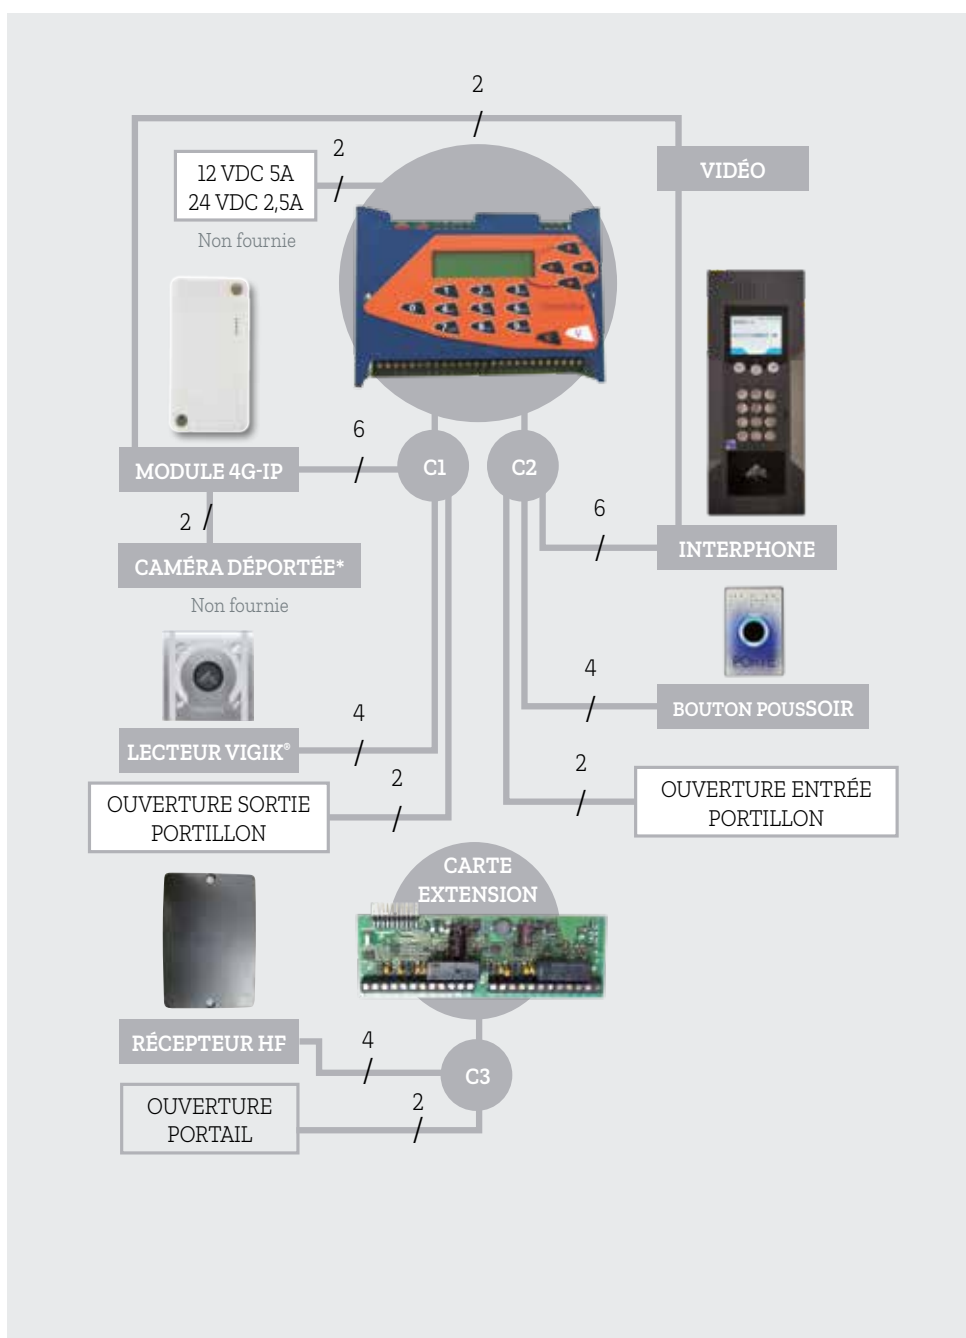 2
2
12 VDC 5A
24 VDC 2,5A
Non fournie
VIDÉO
6
MODULE 4G-IP
C1
C2
2
6
CAMÉRA DÉPORTÉE*
INTERPHONE
Non fournie
PORTE
4
BOUTON POUSSOIR
4
LECTEUR VIGIK®
2
2
OUVERTURE SORTIE
PORTILLON
OUVERTURE ENTRÉE
PORTILLON
CARTE
EXTENSION
RÉCEPTEUR HF
4
C3
2
OUVERTURE
PORTAIL